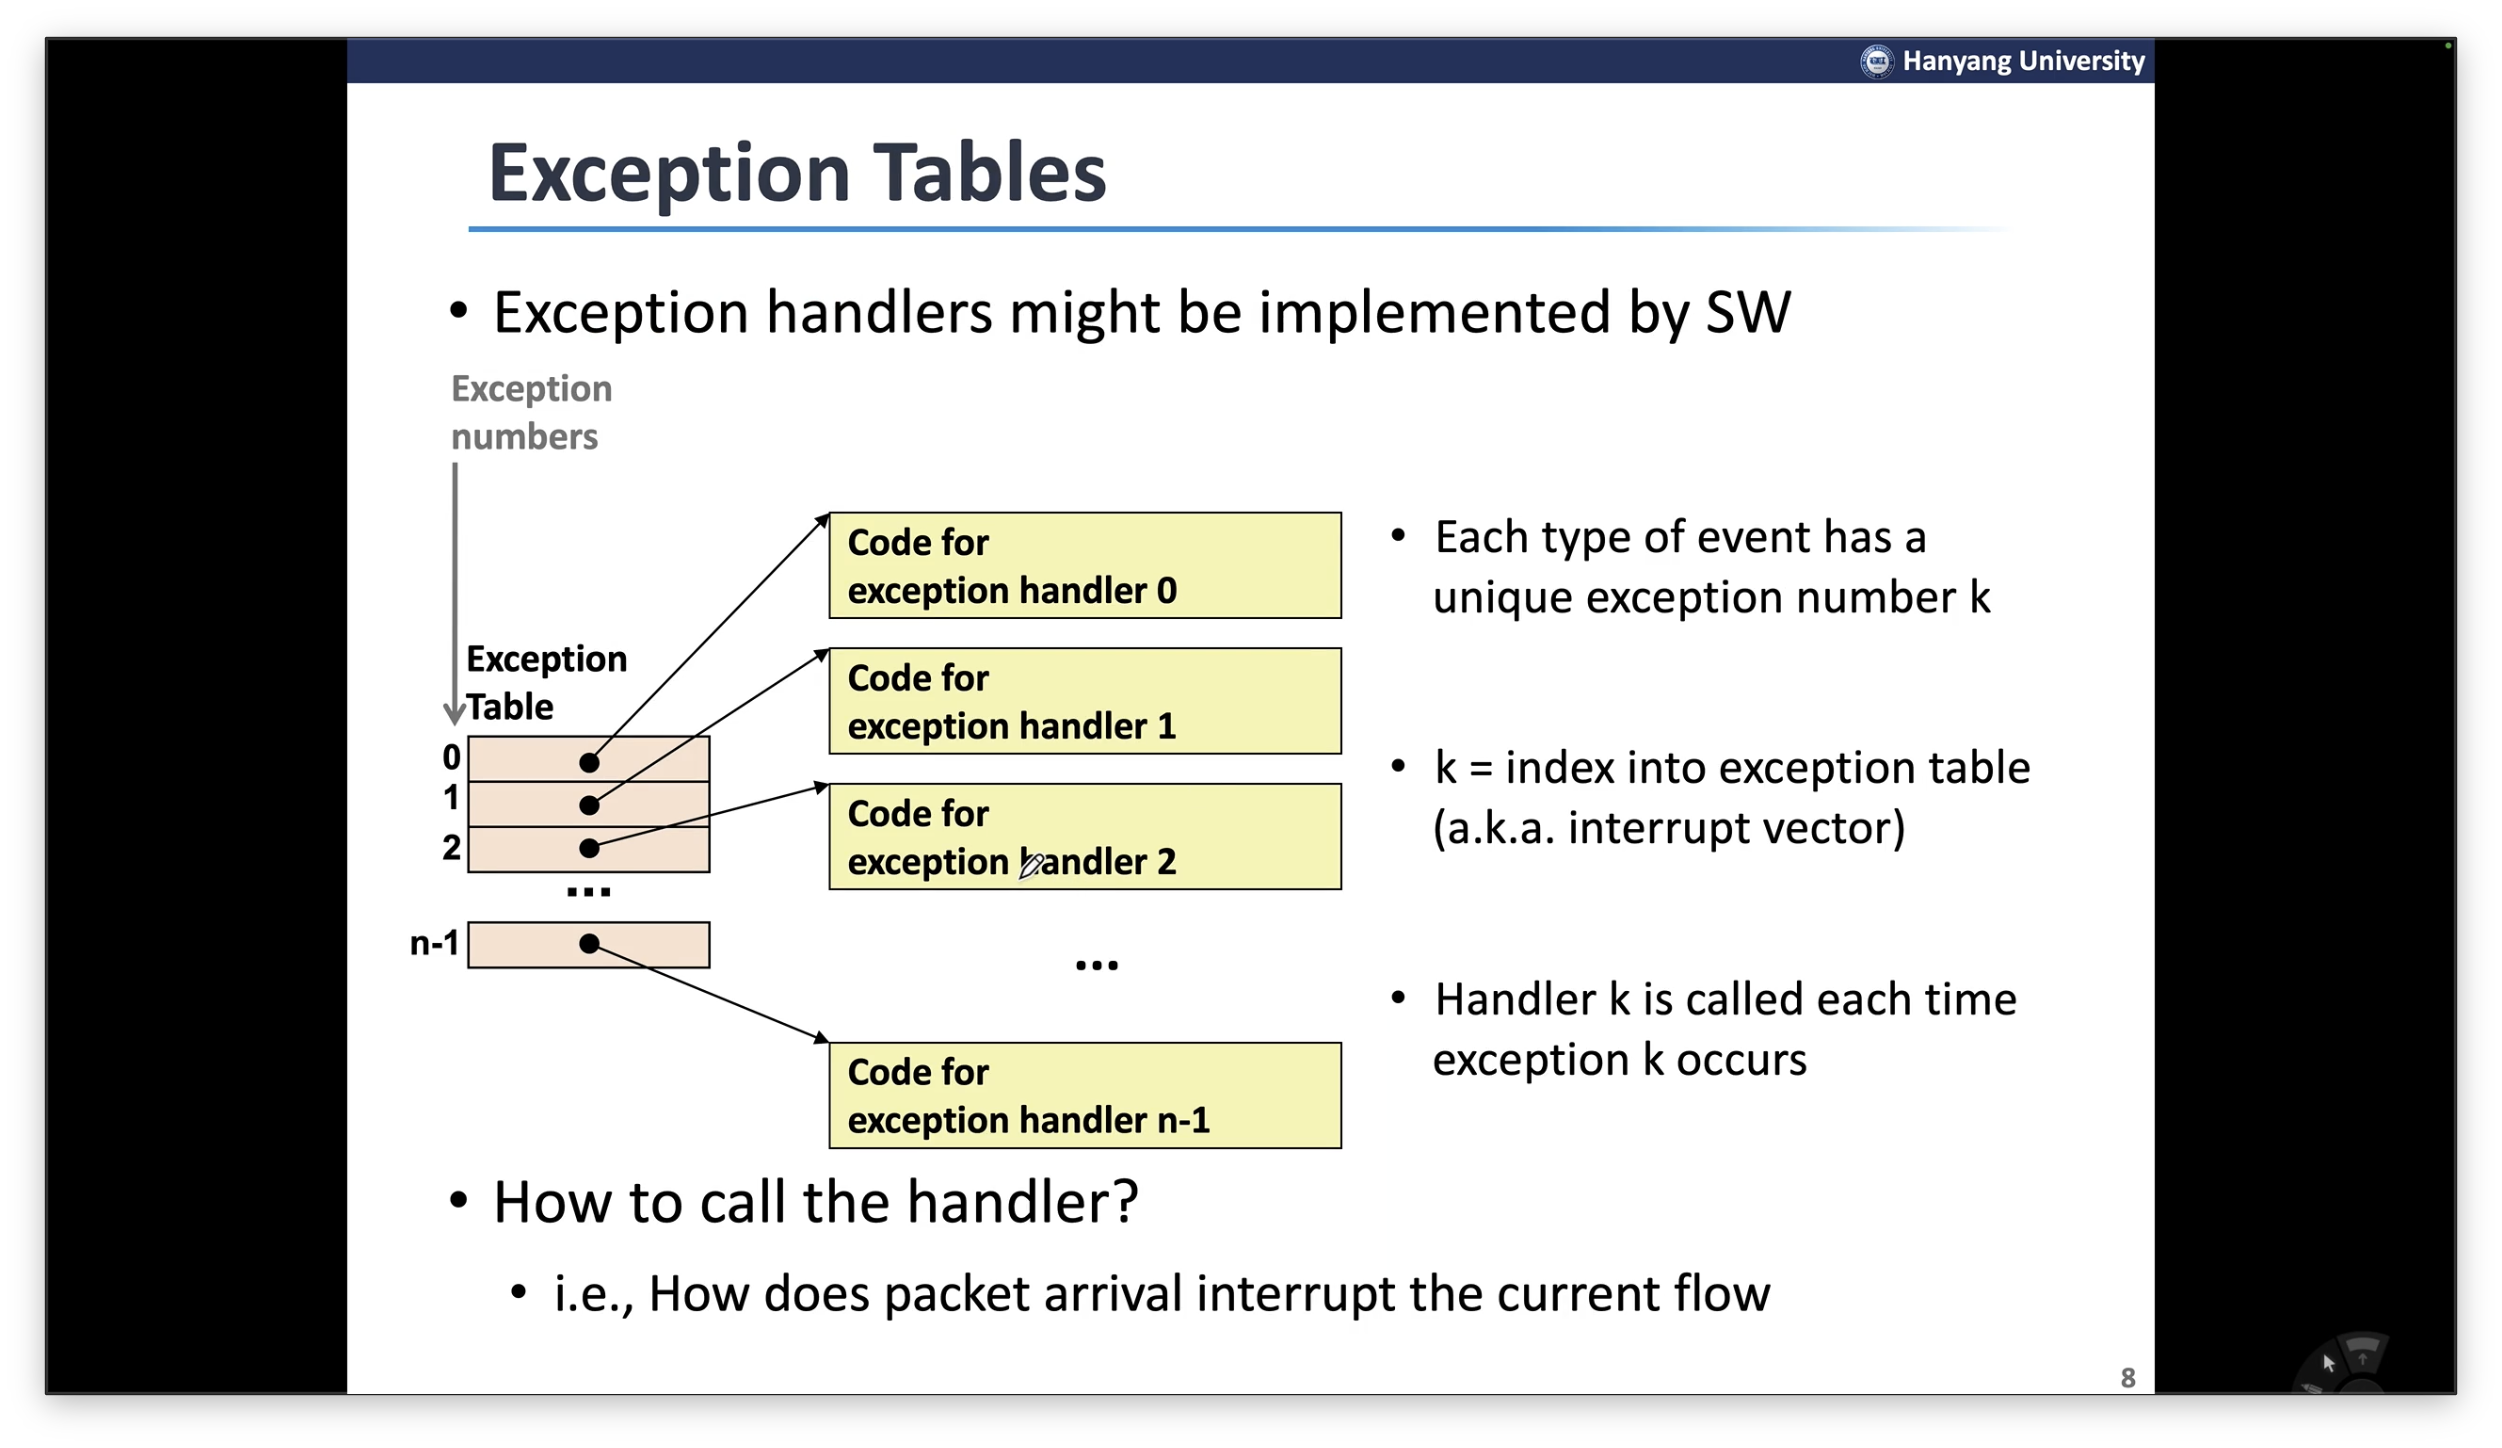 Hanyang University
Exception Tables
• Exception handlers might be implemented by SW
Exception
numbers
Exception
Table
0
1
2
...
n-1
Code for
exception handler 0
Code for
exception handler 1
Code for
exception handler 2
...
Code for
exception handler n-1
• Each type of event has a
unique exception number k
• k = index into exception table
(a.k.a. interrupt vector)
• Handler k is called each time
exception k occurs
• How to call the handler?
• i.e., How does packet arrival interrupt the current flow
8